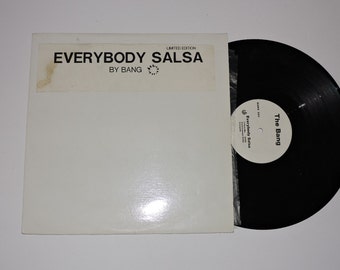 LIMITED EDITION
EVERYBODY SALSA
BY BANG
The Bang
Everybody Salsa